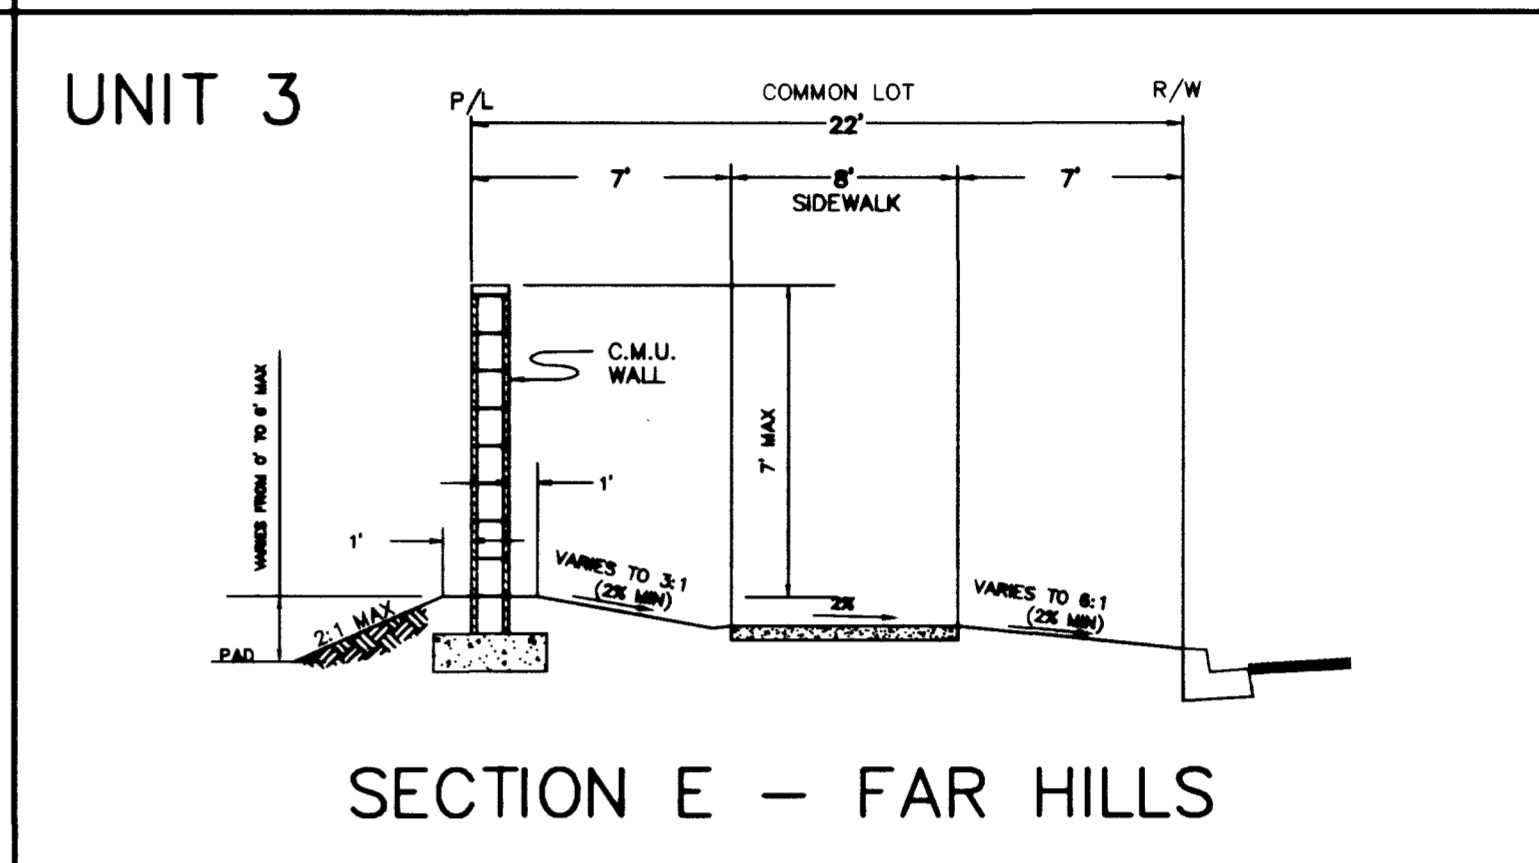 UNIT 3
P/L
COMMON LOT
R/W
22'
7'
8'
7'
SIDEWALK
C.M.U.
WALL
VARIES FROM 0' TO 6' MAX
7' MAX
1'
1'
VARIES TO 3:1
(2% MIN)
2%
VARIES TO 6:1
(2% MIN)
2:1 MAX
PAD
SECTION E - FAR HILLS